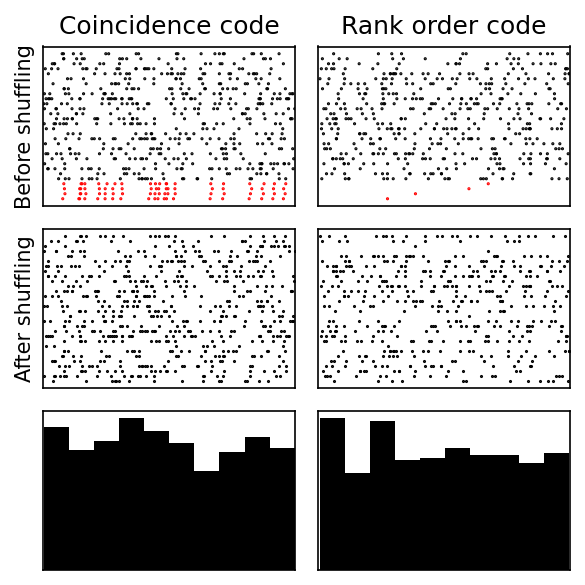 Coincidence code
Rank order code
Before shuffling
After shuffling